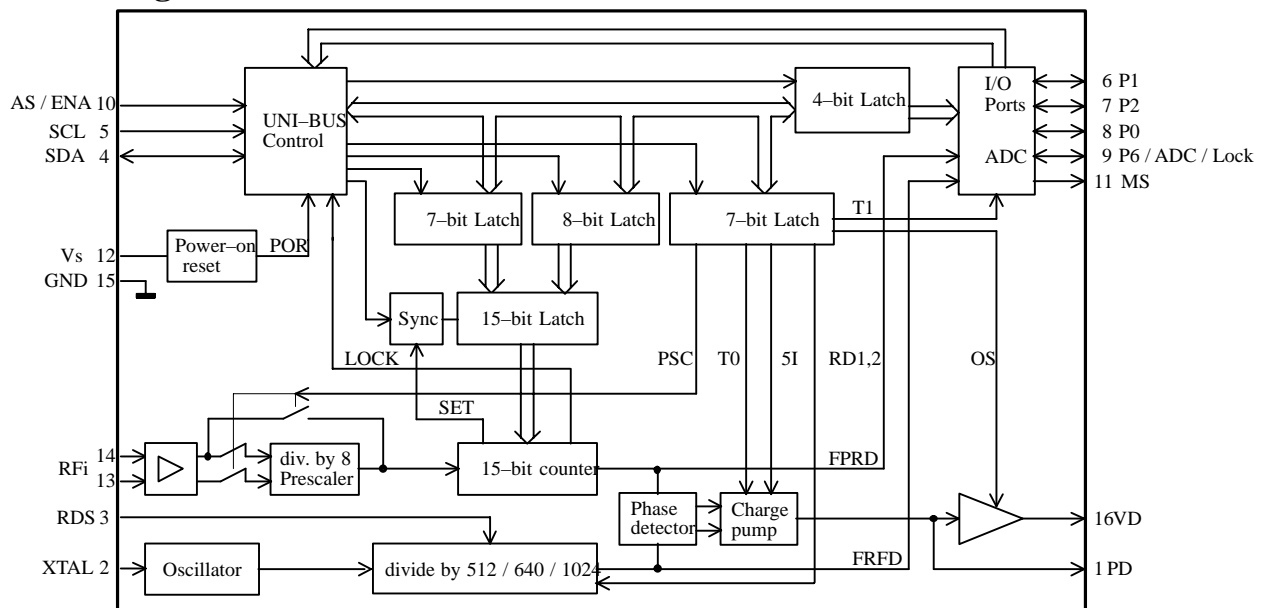 AS / ENA 10
SCL 5
SDA 4
Vs 12
GND 15
RFi
14
13
RDS 3
XTAL 2
UNI–BUS
Control
4–bit Latch
I/O
Ports
ADC
6 P1
7 P2
8 P0
9 P6 / ADC / Lock
11 MS
7–bit Latch
8–bit Latch
7–bit Latch
T1
Power–on
reset
POR
Sync
15–bit Latch
LOCK
PSC
T0
5I
RD1,2
OS
SET
div. by 8
Prescaler
15–bit counter
FPRD
Phase
detector
Charge
pump
16VD
Oscillator
divide by 512 / 640 / 1024
FRFD
1 PD